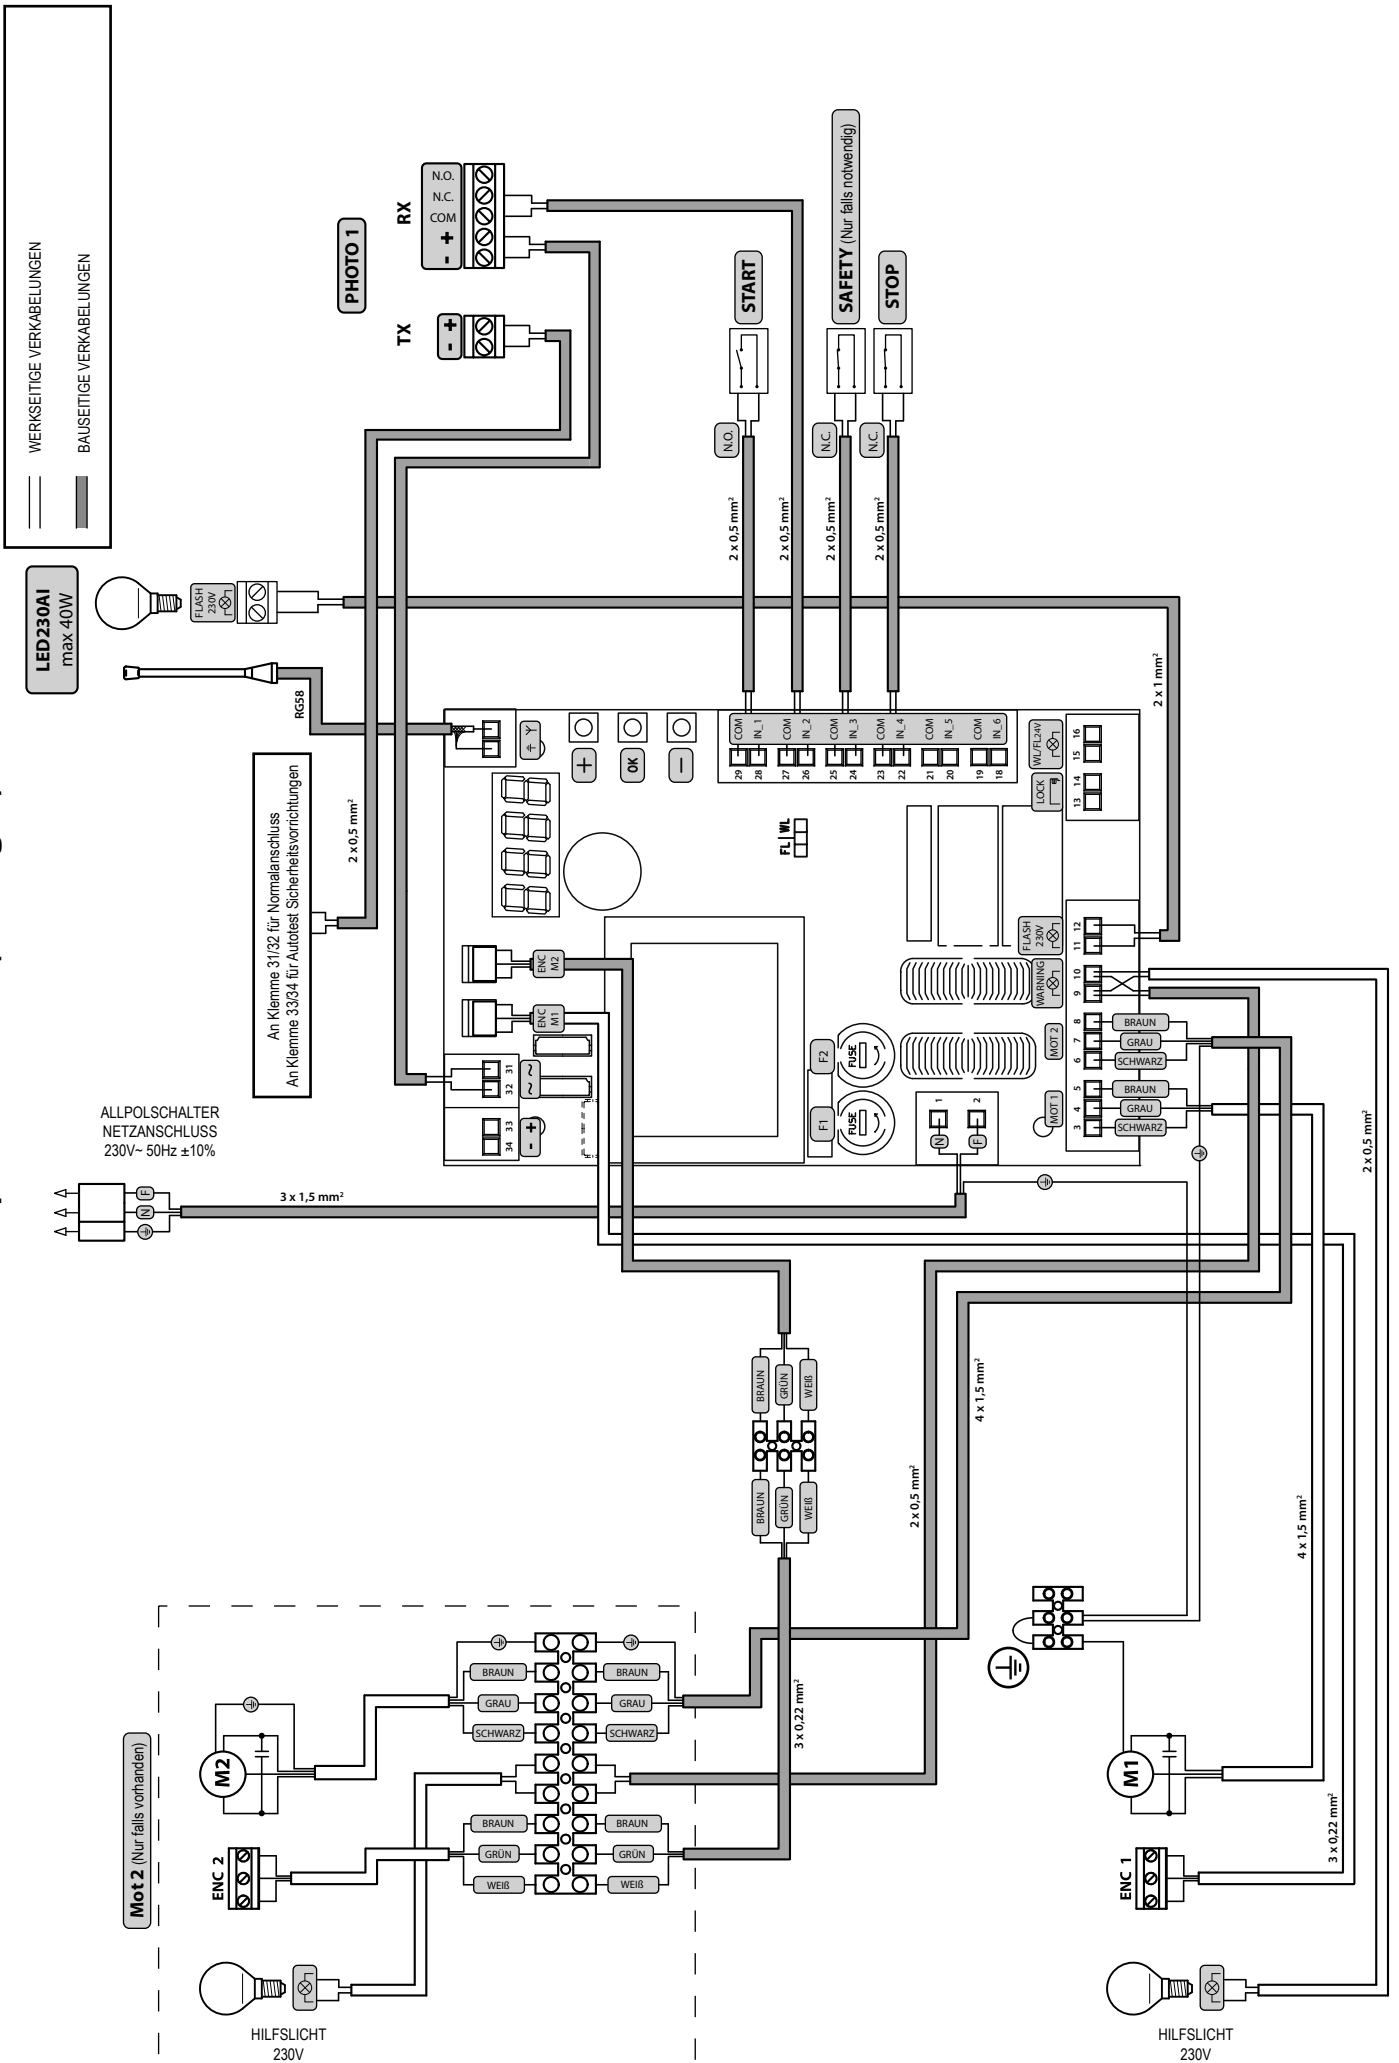 WERKSEITIGE VERKABELUNGEN
BAUSEITIGE VERKABELUNGEN
LED230AI
max 40W
FLASH
230V
RG58
PHOTO 1
TX
- +
RX
- +
COM
N.C.
N.O.
An Klemme 31/32 für Normalanschluss
An Klemme 33/34 für Autotest Sicherheitsvorrichtungen
2 x 0,5 mm²
ALLPOLSCHALTER
NETZANSCHLUSS
230V~ 50Hz ±10%
F
N
3 x 1,5 mm²
START
SAFETY (Nur falls notwendig)
STOP
N.O.
N.C.
N.C.
2 x 0,5 mm²
2 x 0,5 mm²
2 x 0,5 mm²
2 x 0,5 mm²
2 x 1 mm²
+
OK
-
29 COM
28 IN_1
27 COM
26 IN_2
25 COM
24 IN_3
23 COM
22 IN_4
21 COM
20 IN_5
19 COM
18 IN_6
FL WL
WL/FL24V
15 16
LOCK
13 14
FLASH
230V
11 12
WARNING
9 10
MOT 2
6 7 8
MOT 1
3 4 5
BRAUN
GRAU
SCHWARZ
BRAUN
GRAU
SCHWARZ
ENC
M2
ENC
M1
32 31
~ ~
34 33
- +
F2
FUSE
F1
FUSE
1
2
N
F
2 x 0,5 mm²
BRAUN
GRÜN
WEIß
BRAUN
GRÜN
WEIß
4 x 1,5 mm²
2 x 0,5 mm²
4 x 1,5 mm²
3 x 0,22 mm²
3 x 0,22 mm²
Mot 2 (Nur falls vorhanden)
M2
ENC 2
BRAUN
GRAU
SCHWARZ
BRAUN
GRAU
SCHWARZ
BRAUN
GRÜN
WEIß
BRAUN
GRÜN
WEIß
HILFSLICHT
230V
M1
ENC 1
HILFSLICHT
230V